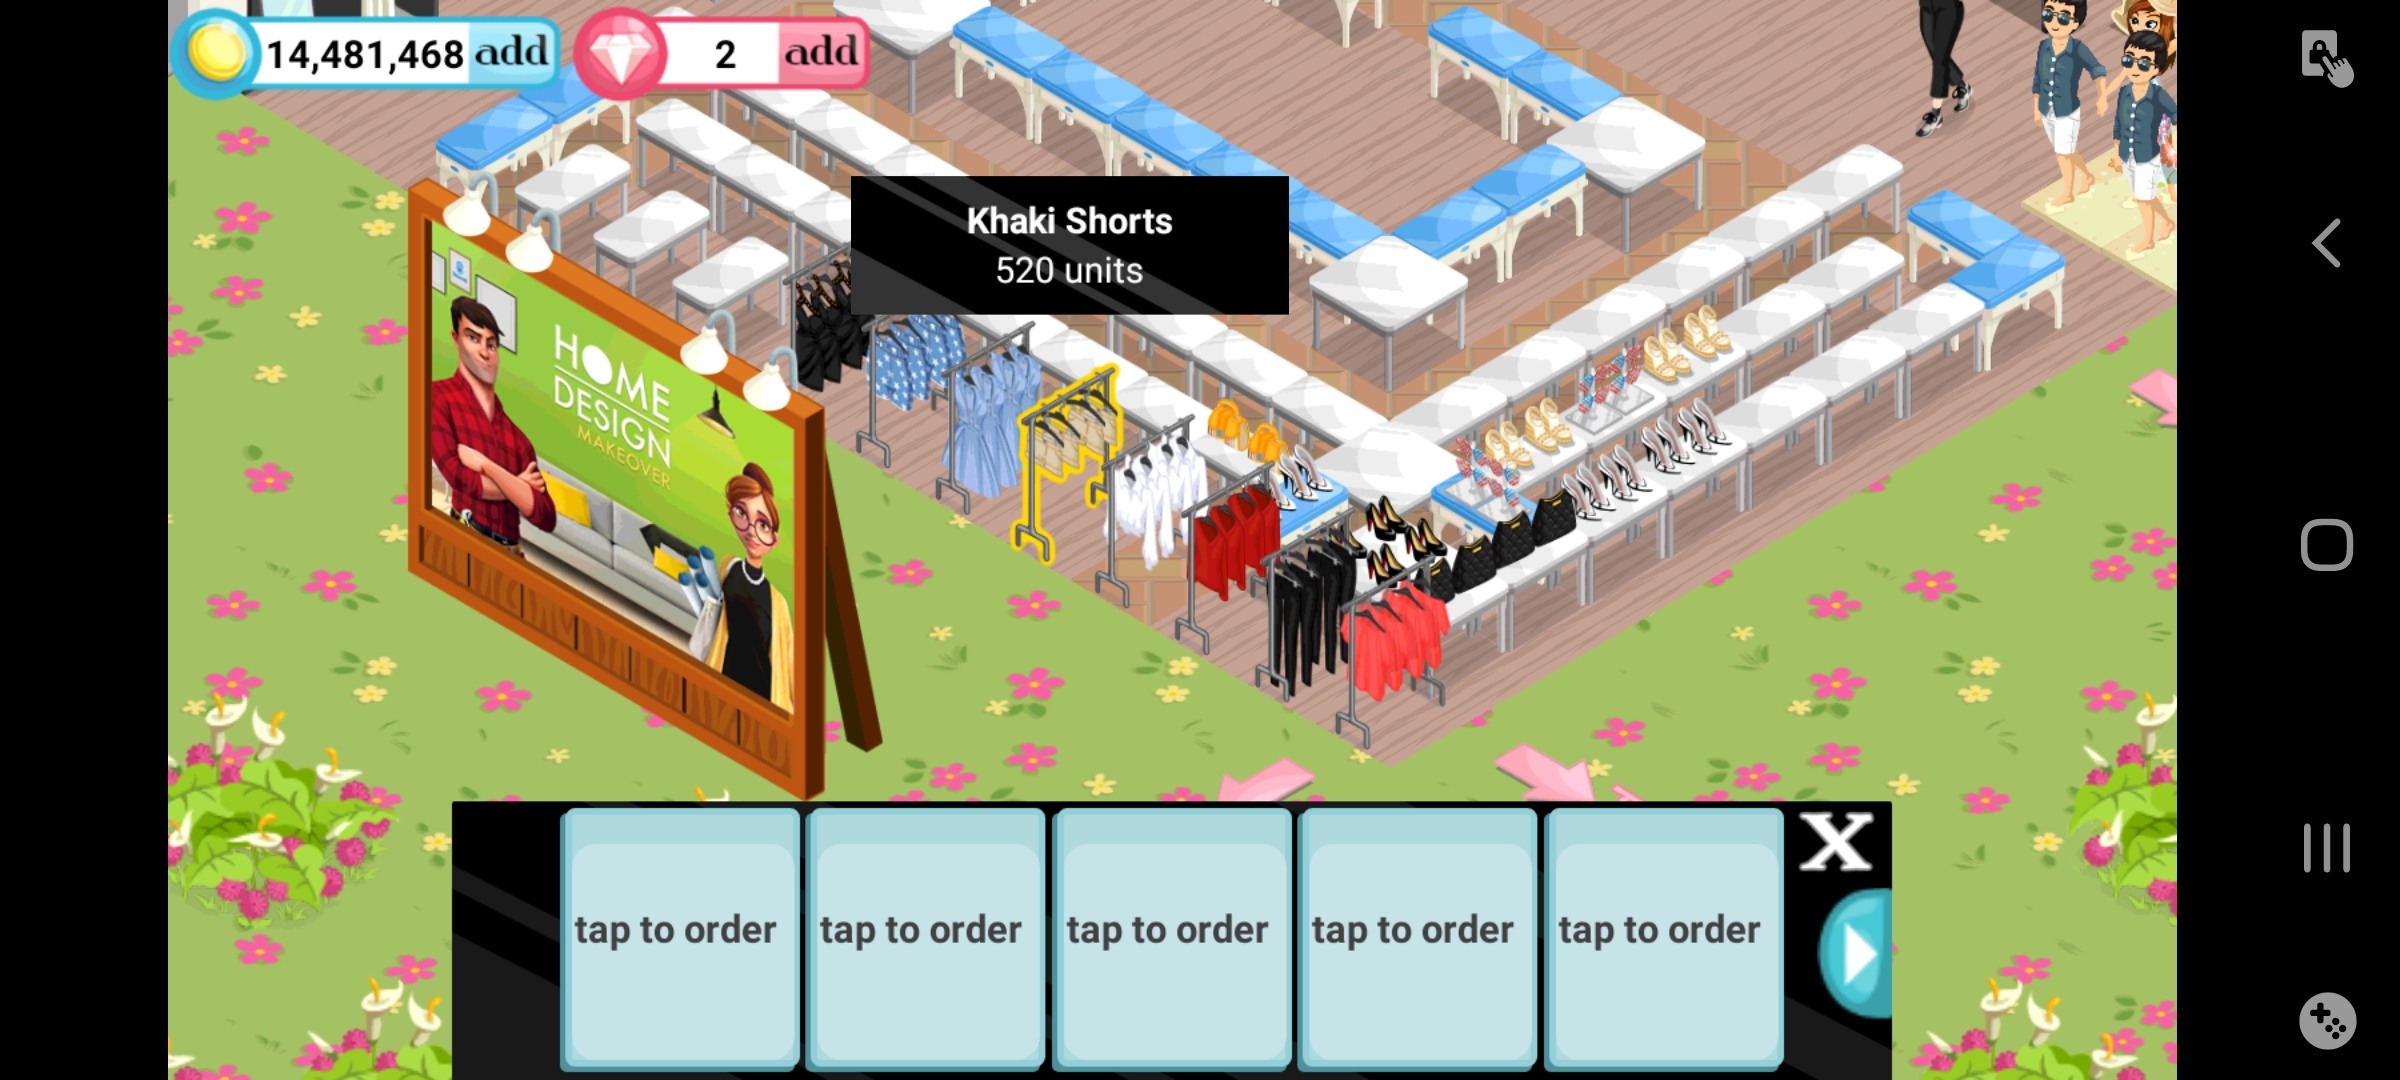 14,481,468 add
2 add
Khaki Shorts
520 units
HOME
DESIGN
MAKEOVER
tap to order
tap to order
tap to order
tap to order
tap to order
X